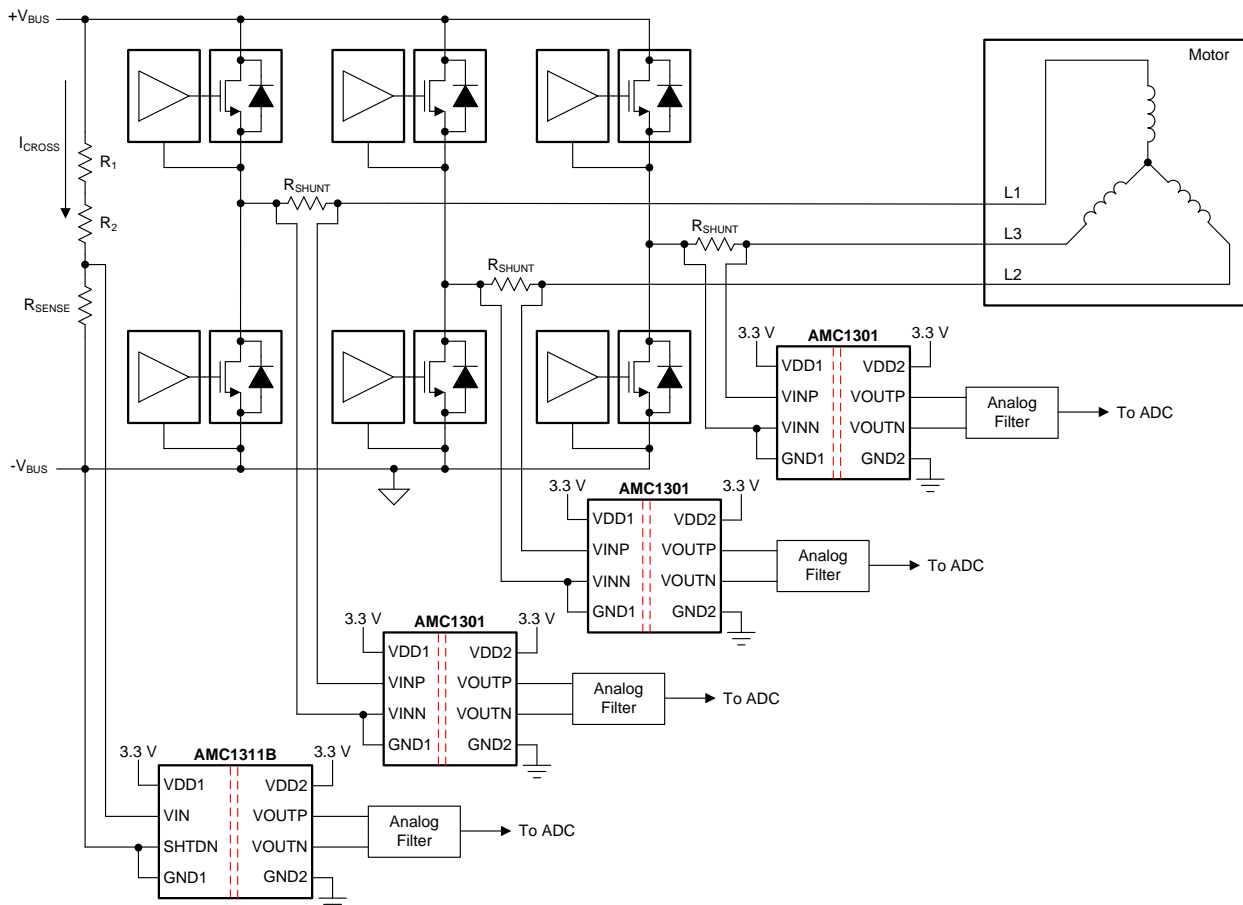 +VBUS
Motor
ICROSS
R1
RSHUNT
L1
R2
RSHUNT
L3
RSHUNT
L2
RSENSE
AMC1301
3.3 V
3.3 V
VDD1
VDD2
VINP
VOUTP
Analog
Filter
To ADC
VINN
VOUTN
GND1
GND2
-VBUS
AMC1301
3.3 V
3.3 V
VDD1
VDD2
VINP
VOUTP
Analog
Filter
To ADC
VINN
VOUTN
GND1
GND2
AMC1301
3.3 V
3.3 V
VDD1
VDD2
VINP
VOUTP
Analog
Filter
To ADC
VINN
VOUTN
GND1
GND2
AMC1311B
3.3 V
3.3 V
VDD1
VDD2
VIN
VOUTP
Analog
Filter
To ADC
SHTDN
VOUTN
GND1
GND2